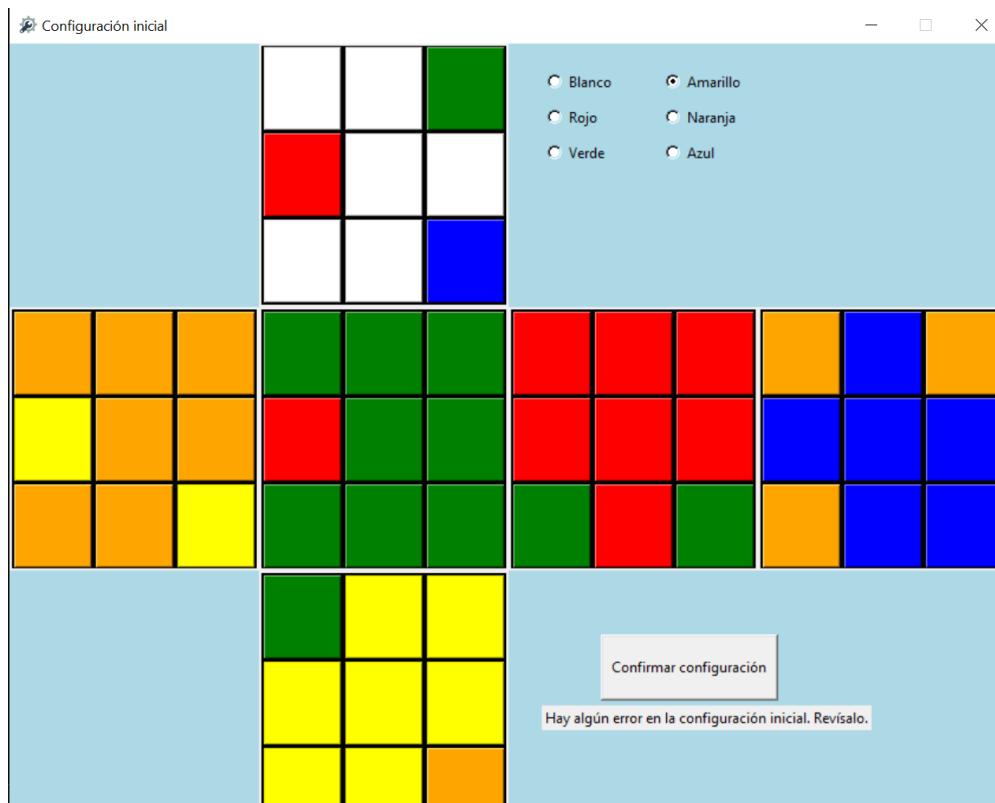 Configuración inicial
Blanco Amarillo
Rojo Naranja
Verde Azul
Confirmar configuración
Hay algún error en la configuración inicial. Revísalo.